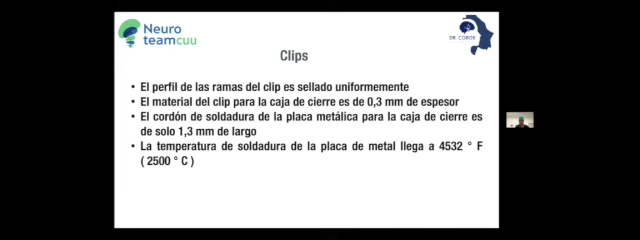 Neuro
teamcuu
DR. COBOS
Clips
• El perfil de las ramas del clip es sellado uniformemente
• El material del clip para la caja de cierre es de 0,3 mm de espesor
• El cordón de soldadura de la placa metálica para la caja de cierre es
de solo 1,3 mm de largo
• La temperatura de soldadura de la placa de metal llega a 4532 ° F
( 2500 ° C )